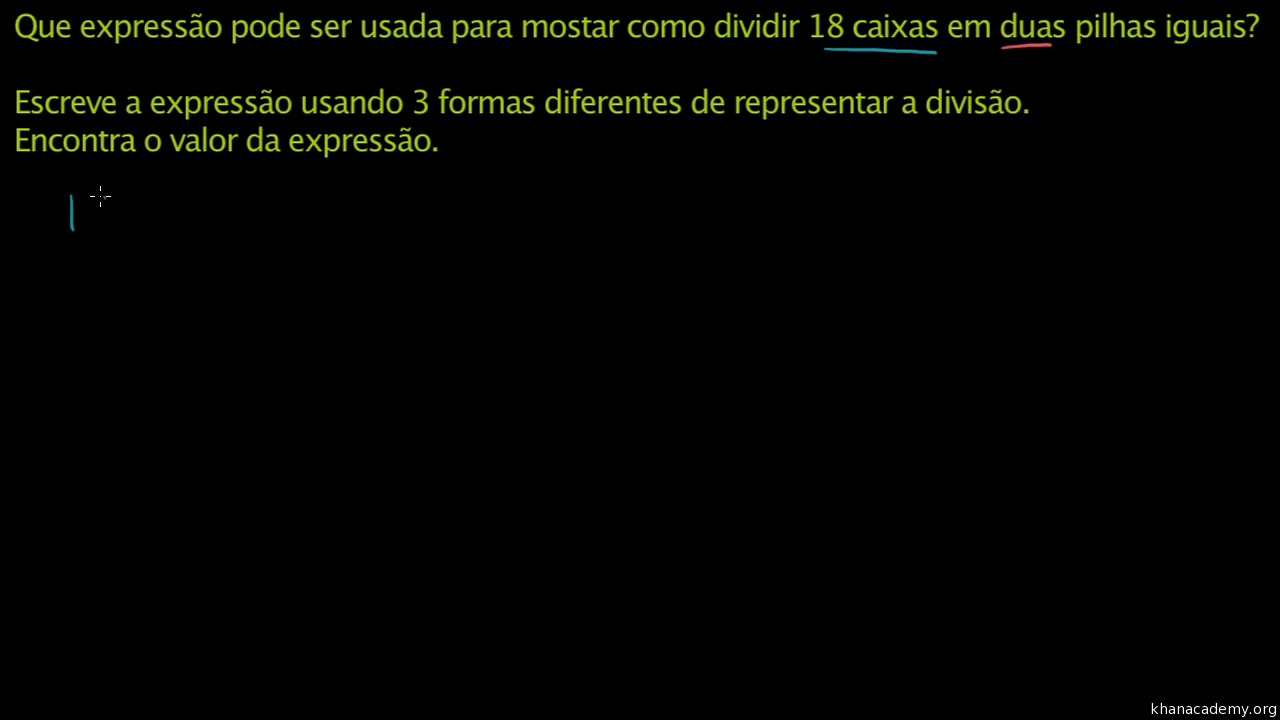 Que expressão pode ser usada para mostar como dividir 18 caixas em duas pilhas iguais?
Escreve a expressão usando 3 formas diferentes de representar a divisão.
Encontra o valor da expressão.
1
khanacademy.org